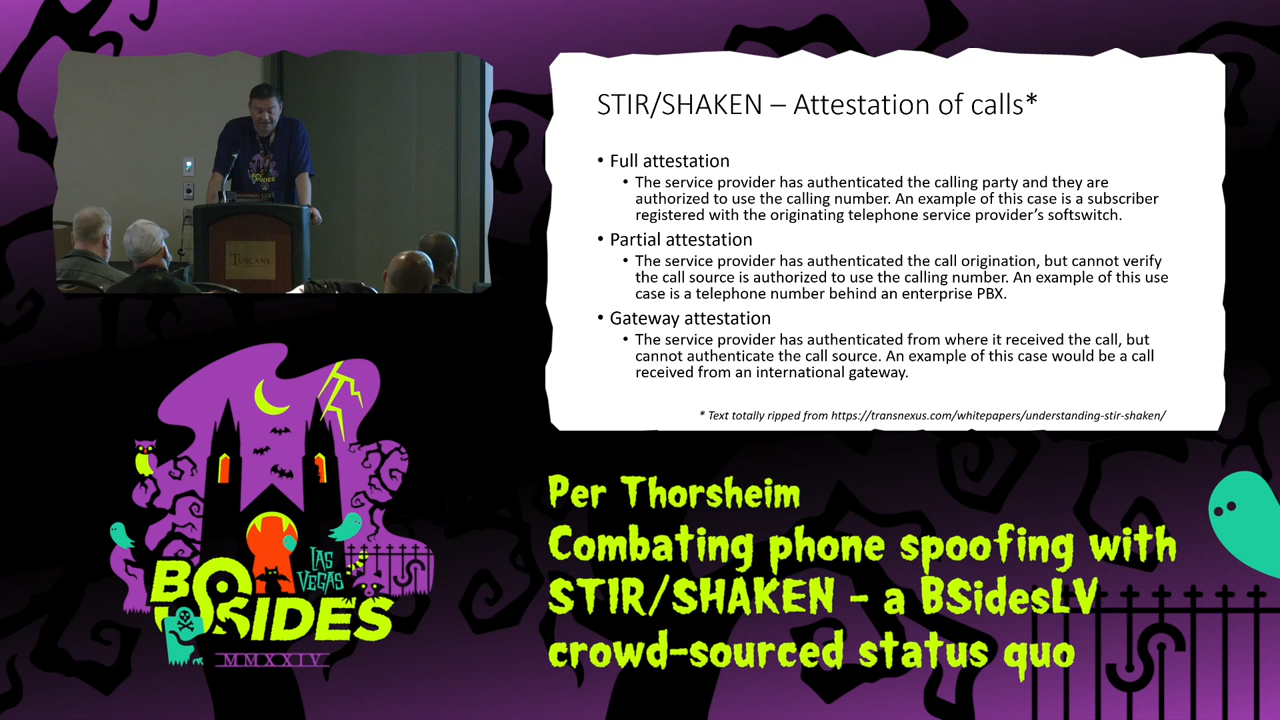 STIR/SHAKEN – Attestation of calls*
• Full attestation
• The service provider has authenticated the calling party and they are
authorized to use the calling number. An example of this case is a subscriber
registered with the originating telephone service provider's softswitch.
• Partial attestation
• The service provider has authenticated the call origination, but cannot verify
the call source is authorized to use the calling number. An example of this use
case is a telephone number behind an enterprise PBX.
• Gateway attestation
• The service provider has authenticated from where it received the call, but
cannot authenticate the call source. An example of this case would be a call
received from an international gateway.
* Text totally ripped from https://transnexus.com/whitepapers/understanding-stir-shaken/
TUSCANY
BSIDES
LAS
VEGAS
BSIDES
MMXXIV
Per Thorsheim
Combating phone spoofing with
STIR/SHAKEN – a BSidesLV
crowd-sourced status quo